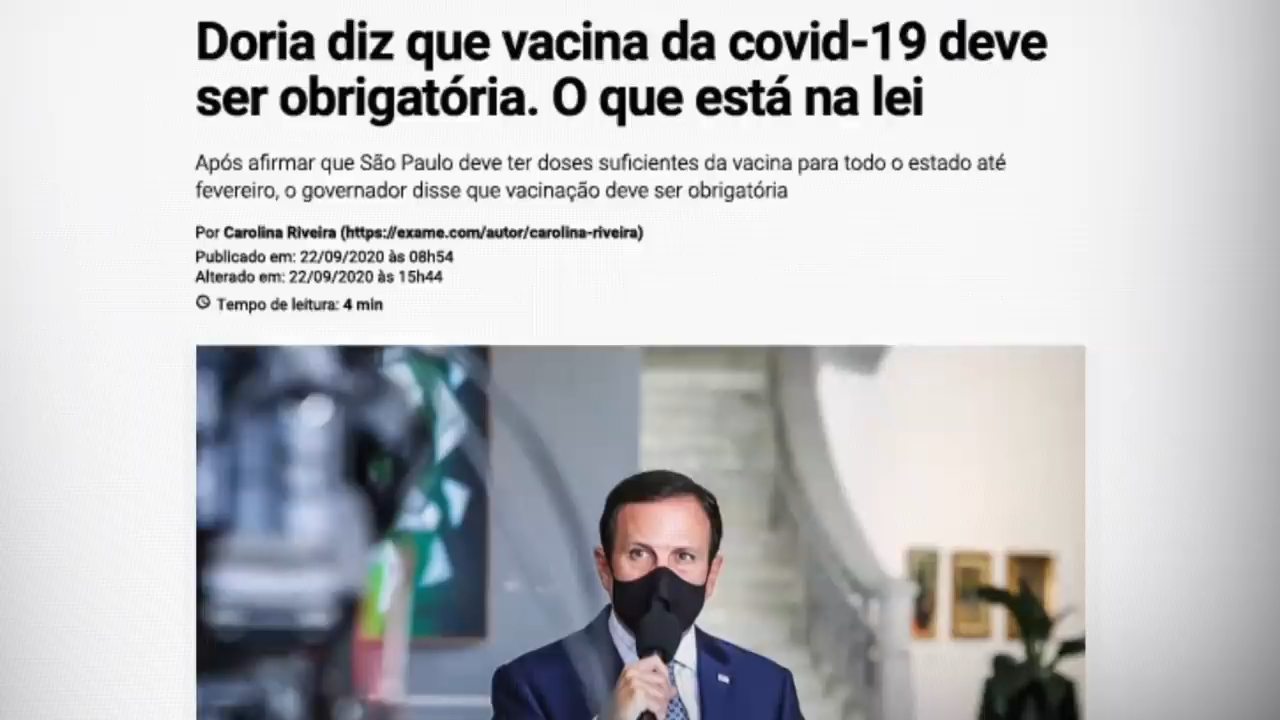 Doria diz que vacina da covid-19 deve
ser obrigatória. O que está na lei
Após afirmar que São Paulo deve ter doses suficientes da vacina para todo o estado até
fevereiro, o governador disse que vacinação deve ser obrigatória
Por Carolina Riveira (https://exame.com/autor/carolina-riveira)
Publicado em: 22/09/2020 às 08h54
Alterado em: 22/09/2020 às 15h44
Tempo de leitura: 4 min